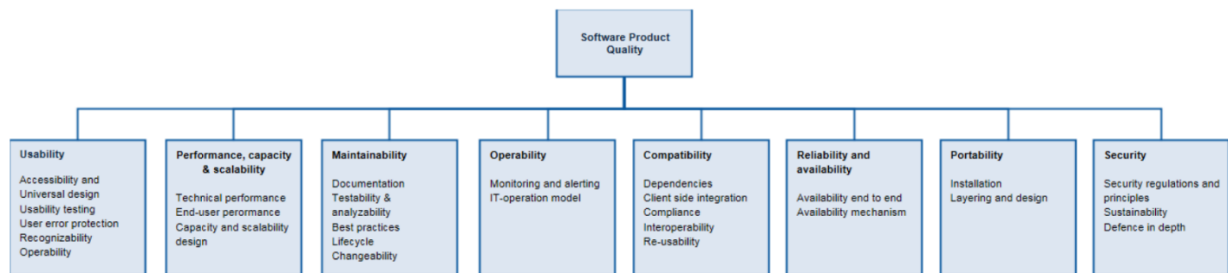 Software Product
Quality
Usability
Accessibility and
Universal design
Usability testing
User error protection
Recognizability
Operability
Performance, capacity
& scalability
Technical performance
End-user perormance
Capacity and scalability
design
Maintainability
Documentation
Testability &
analyzability
Best practices
Lifecycle
Changeability
Operability
Monitoring and alerting
IT-operation model
Compatibility
Dependencies
Client side integration
Compliance
Interoperability
Re-usability
Reliability and
availability
Availability end to end
Availability mechanism
Portability
Installation
Layering and design
Security
Security regulations and
principles
Sustainability
Defence in depth